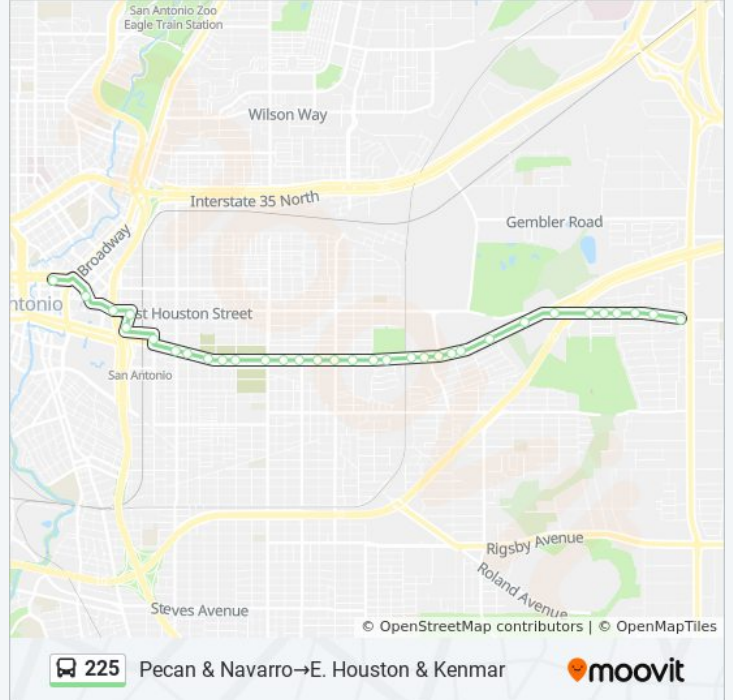 San Antonio Zoo
Eagle Train Station
Wilson Way
Interstate 35 North
Gembler Road
Broadway
ntonio
st Houston Street
San Antonio
Rigsby Avenue
Roland Avenue
Steves Avenue
© OpenStreetMap contributors | © OpenMapTiles
225 Pecan & Navarro→E. Houston & Kenmar
moovit